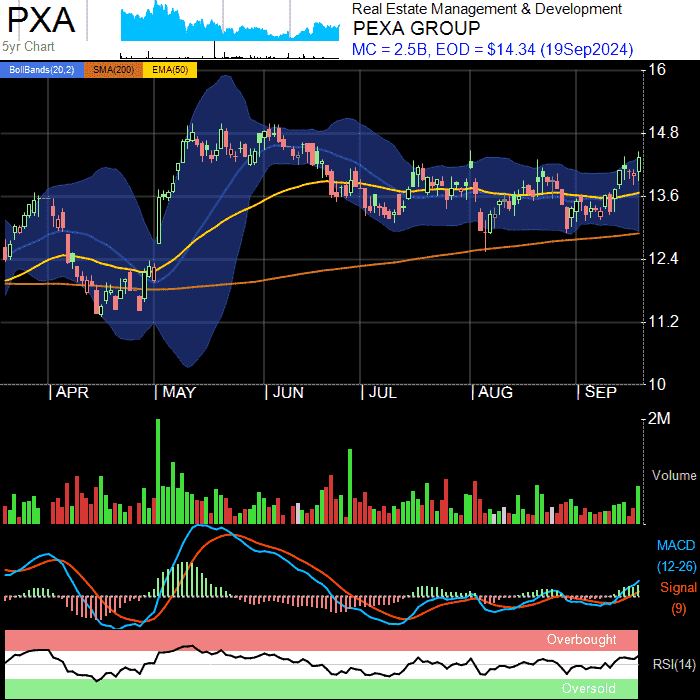 PXA
5yr Chart
Real Estate Management & Development
PEXA GROUP
MC = 2.5B, EOD = $14.34 (19Sep2024)
BollBands(20,2) SMA(200) EMA(50)
16
14.8
13.6
12.4
11.2
10
APR MAY JUN JUL AUG SEP
2M
Volume
MACD
(12-26)
Signal
(9)
Overbought
RSI(14)
Oversold